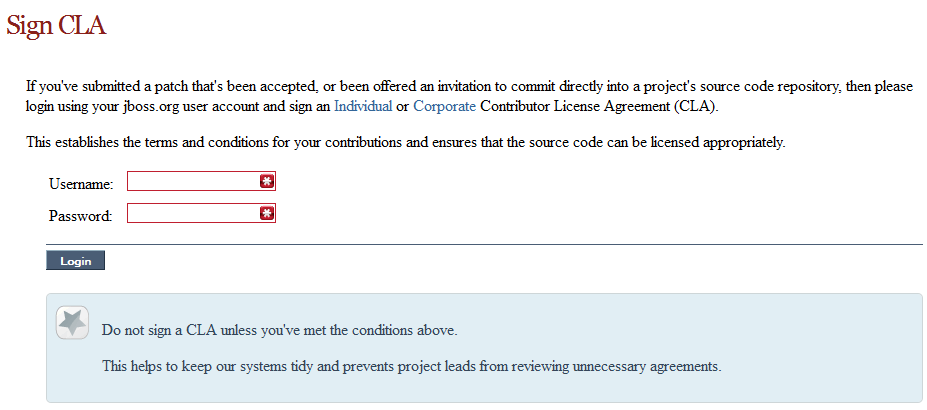 Sign CLA
If you've submitted a patch that's been accepted, or been offered an invitation to commit directly into a project's source code repository, then please
login using your jboss.org user account and sign an Individual or Corporate Contributor License Agreement (CLA).
This establishes the terms and conditions for your contributions and ensures that the source code can be licensed appropriately.
Username:
Password:
Login
Do not sign a CLA unless you've met the conditions above.
This helps to keep our systems tidy and prevents project leads from reviewing unnecessary agreements.